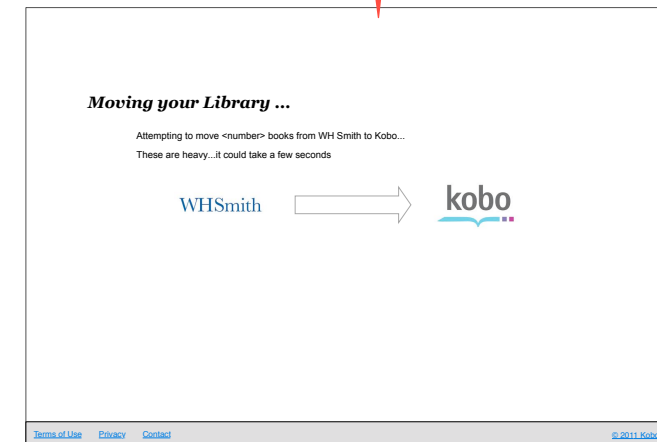 Moving your Library ...
Attempting to move <number> books from WH Smith to Kobo...
These are heavy...it could take a few seconds
WHSmith
kobo
Terms of Use Privacy Contact © 2011 Kobo